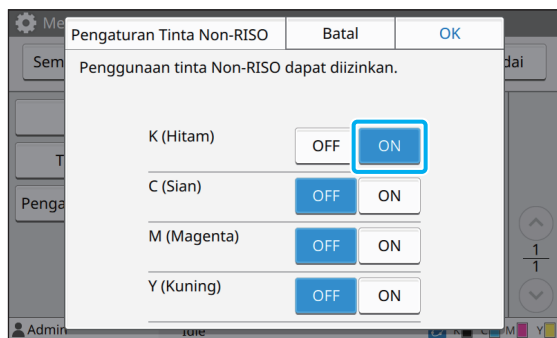 Me
Pengaturan Tinta Non-RISO
Batal
OK
Sem
dai
Penggunaan tinta Non-RISO dapat diizinkan.
K (Hitam)
OFF
ON
T
C (Sian)
OFF
ON
Penga
M (Magenta)
OFF
ON
1
1
Y (Kuning)
OFF
ON
Admin
Idle
K
C
M
Y